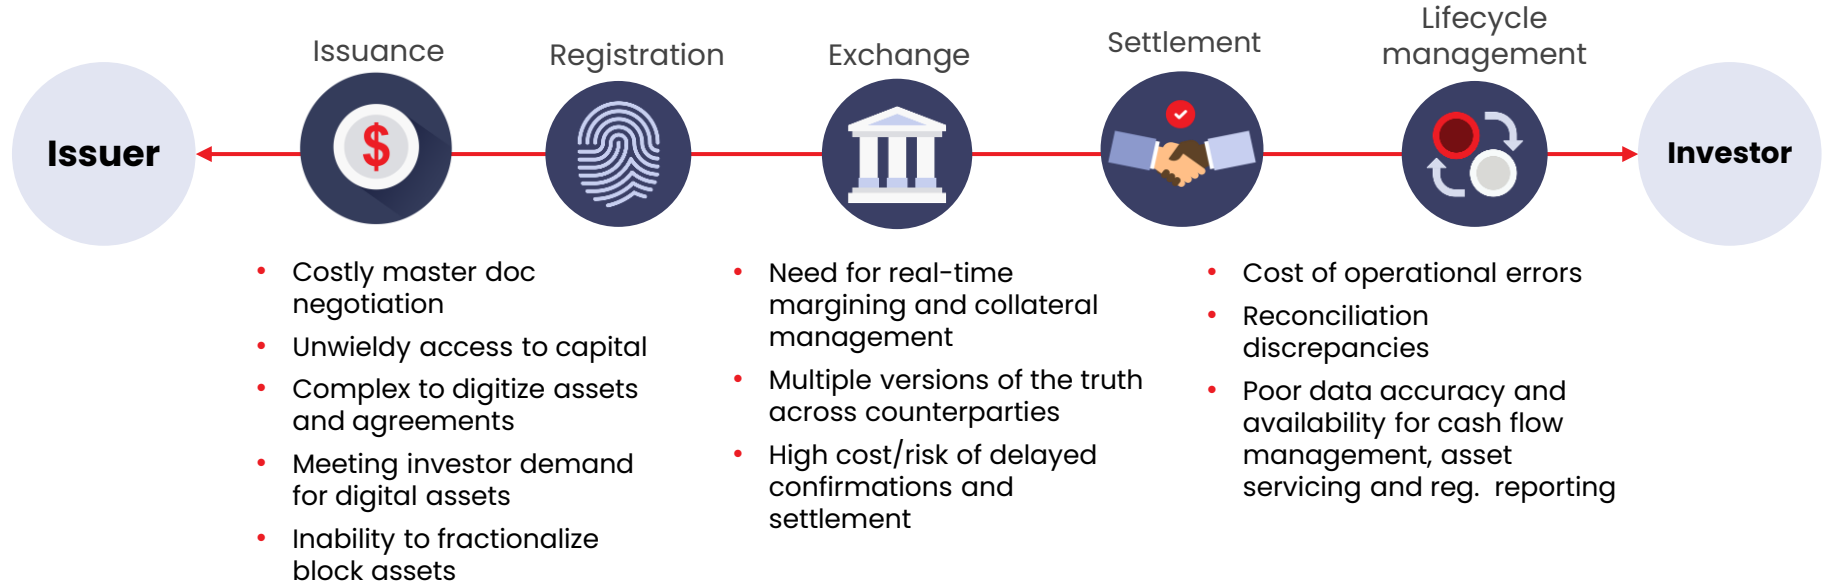 Issuance
Registration
Exchange
Settlement
Lifecycle
management
Issuer
$
Investor
• Costly master doc
negotiation
• Unwieldy access to capital
• Complex to digitize assets
and agreements
• Meeting investor demand
for digital assets
• Inability to fractionalize
block assets
• Need for real-time
margining and collateral
management
• Multiple versions of the truth
across counterparties
• High cost/risk of delayed
confirmations and
settlement
• Cost of operational errors
• Reconciliation
discrepancies
• Poor data accuracy and
availability for cash flow
management, asset
servicing and reg.  reporting